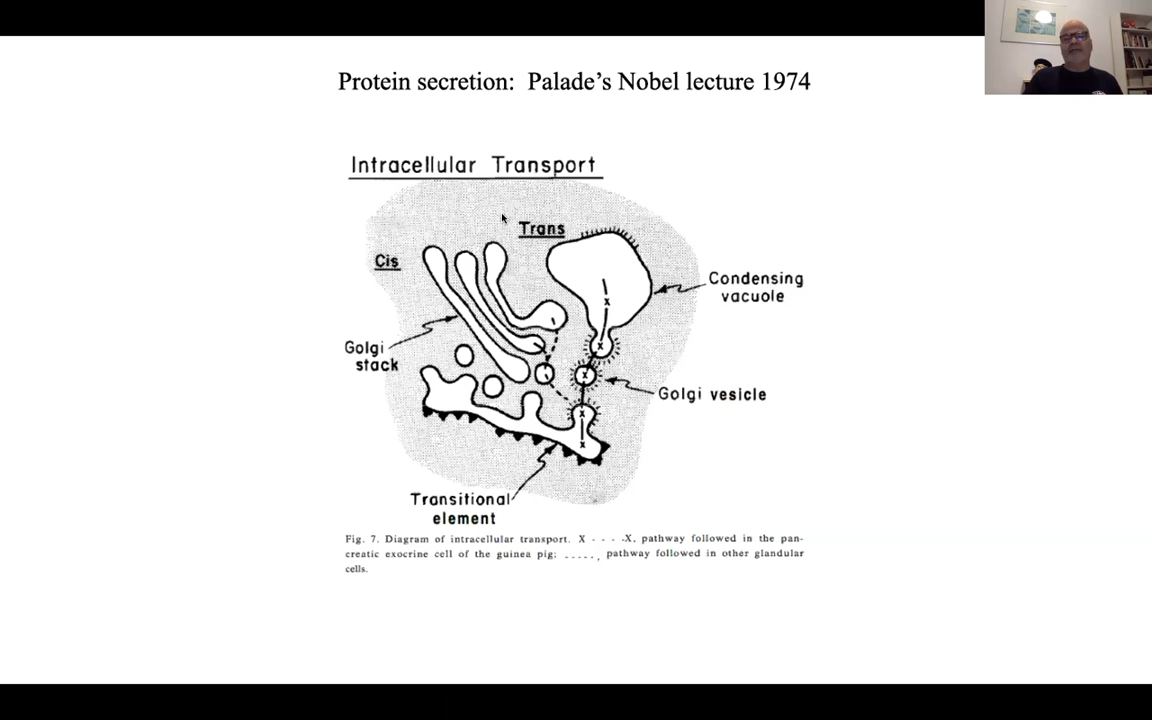 Protein secretion: Palade's Nobel lecture 1974
Intracellular Transport
Trans
Cis
Condensing
vacuole
x
Golgi
stack
x
x
Golgi vesicle
x
x
Transitional
element
Fig. 7. Diagram of intracellular transport. X - - - -X, pathway followed in the pan-
creatic exocrine cell of the guinea pig; ....., pathway followed in other glandular
cells.